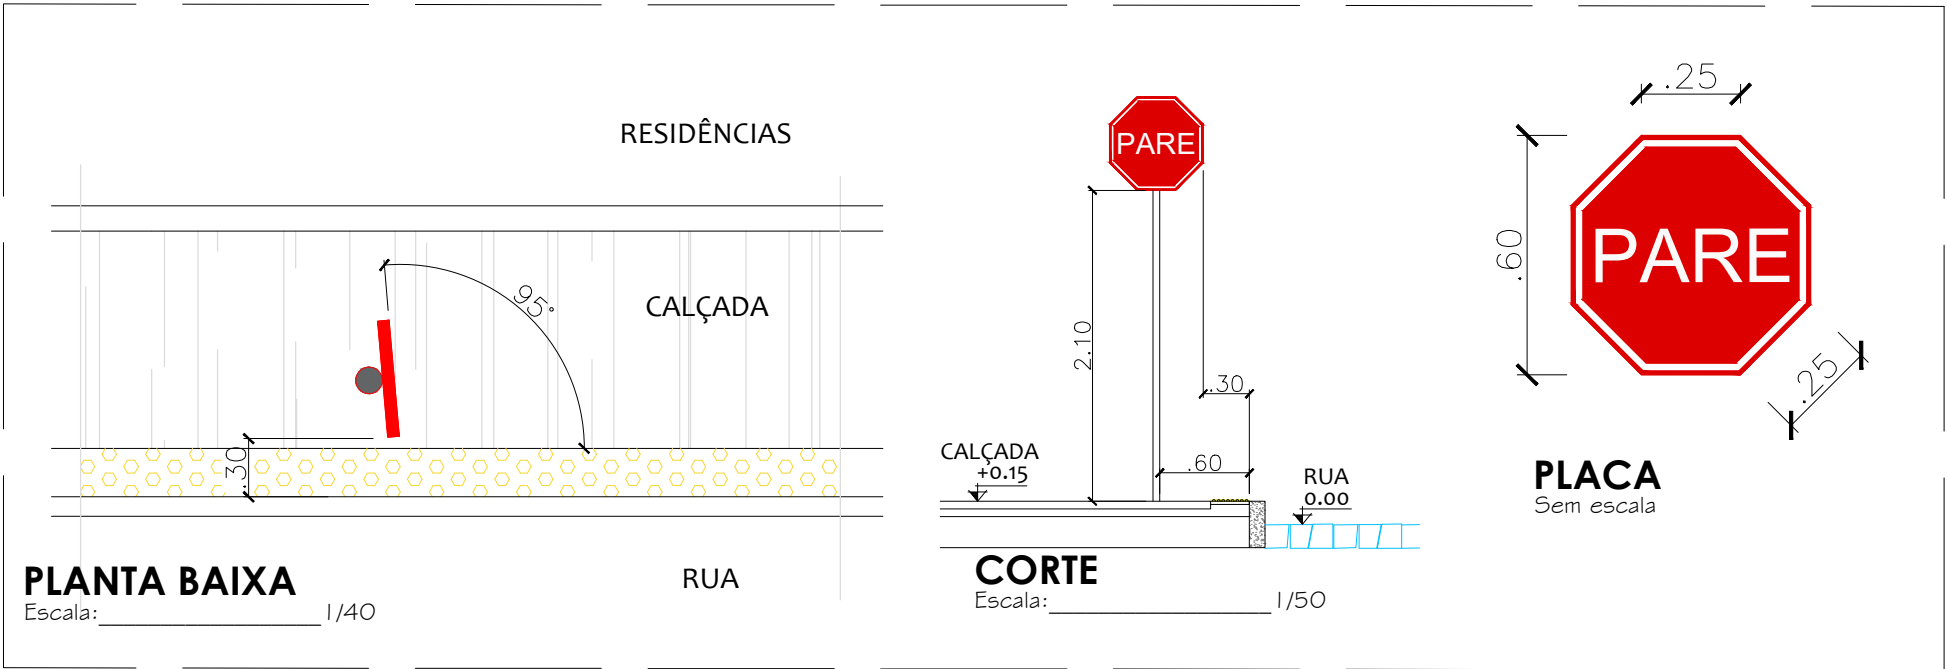 RESIDÊNCIAS
CALÇADA
95°
.30
RUA
PLANTA BAIXA
Escala: 1/40
PARE
2.10
.30
.60
CALÇADA
+0.15
RUA
0.00
CORTE
Escala: 1/50
.25
.60
PARE
.25
PLACA
Sem escala